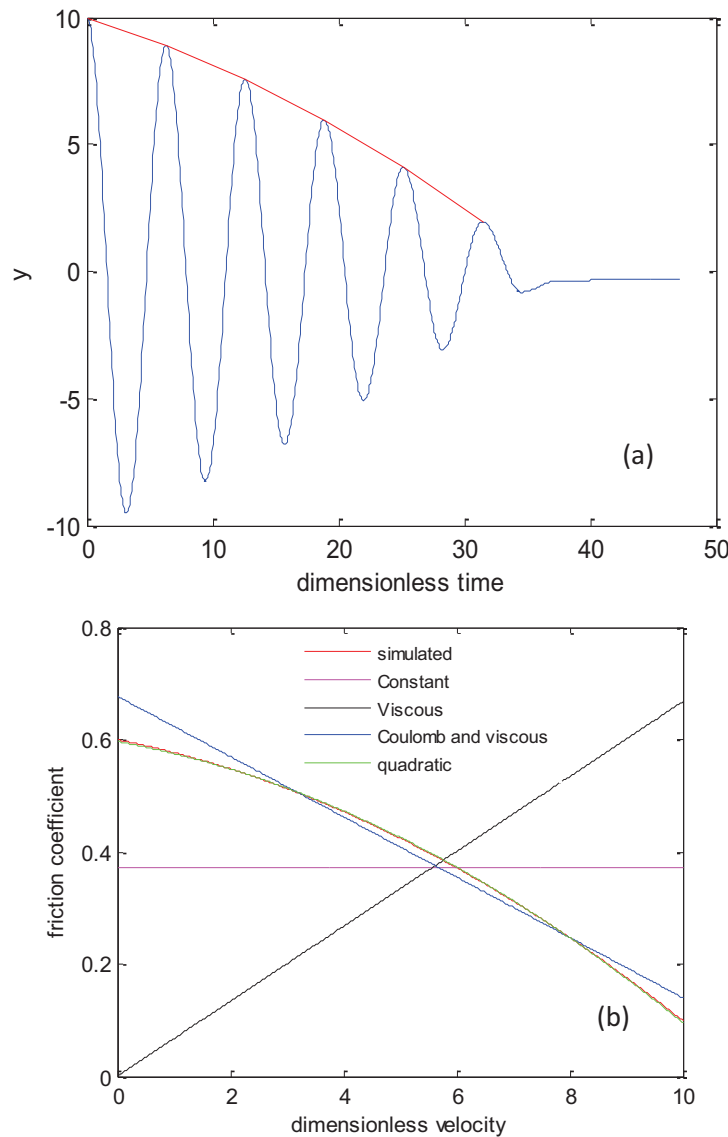 10
5
0
-5
-10
y
0 10 20 30 40 50
dimensionless time
(a)
0.8
0.6
0.4
0.2
0
friction coefficient
simulated
Constant
Viscous
Coulomb and viscous
quadratic
(b)
0 2 4 6 8 10
dimensionless velocity